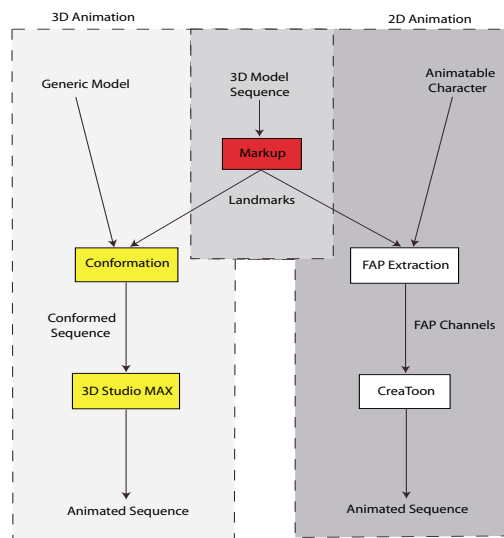 3D Animation
2D Animation
Generic Model
3D Model
Sequence
Animatable
Character
Markup
Landmarks
Conformation
FAP Extraction
Conformed
Sequence
FAP Channels
3D Studio MAX
CreaToon
Animated Sequence
Animated Sequence